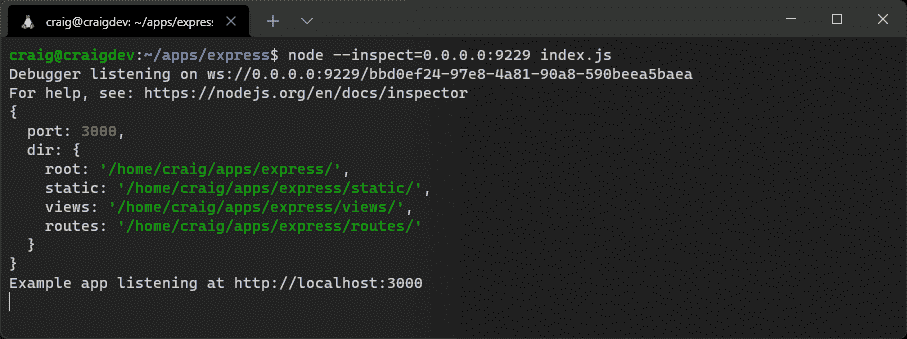 craig@craigdev: ~/apps/express
craig@craigdev:~/apps/express$ node --inspect=0.0.0.0:9229 index.js
Debugger listening on ws://0.0.0.0:9229/bbd0ef24-97e8-4a81-90a8-590beea5baea
For help, see: https://nodejs.org/en/docs/inspector
{
  port: 3000,
  dir: {
    root: '/home/craig/apps/express/',
    static: '/home/craig/apps/express/static/',
    views: '/home/craig/apps/express/views/',
    routes: '/home/craig/apps/express/routes/'
  }
}
Example app listening at http://localhost:3000